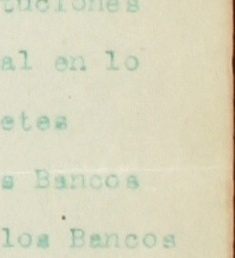 tuciones
al en lo
etes
s Bancos
los Bancos